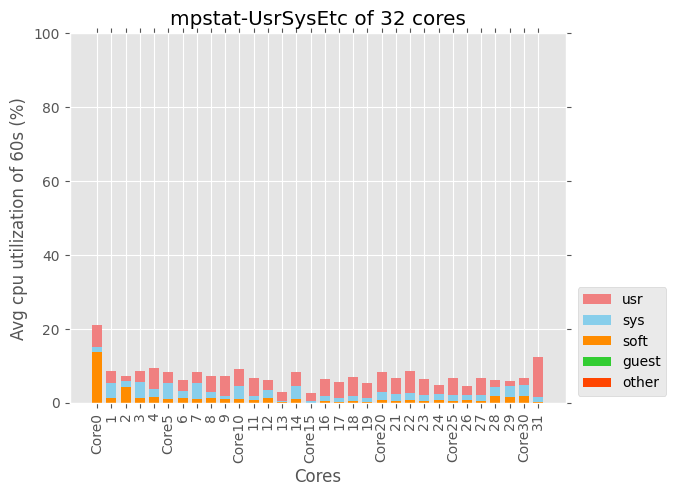 mpstat-UsrSysEtc of 32 cores
Avg cpu utilization of 60s (%)
100
80
60
40
20
0
Core0
1
2
3
4
Core5
6
7
8
9
Core10
11
12
13
14
Core15
16
17
18
19
Core20
21
22
23
24
Core25
26
27
28
29
Core30
31
Cores
usr
sys
soft
guest
other